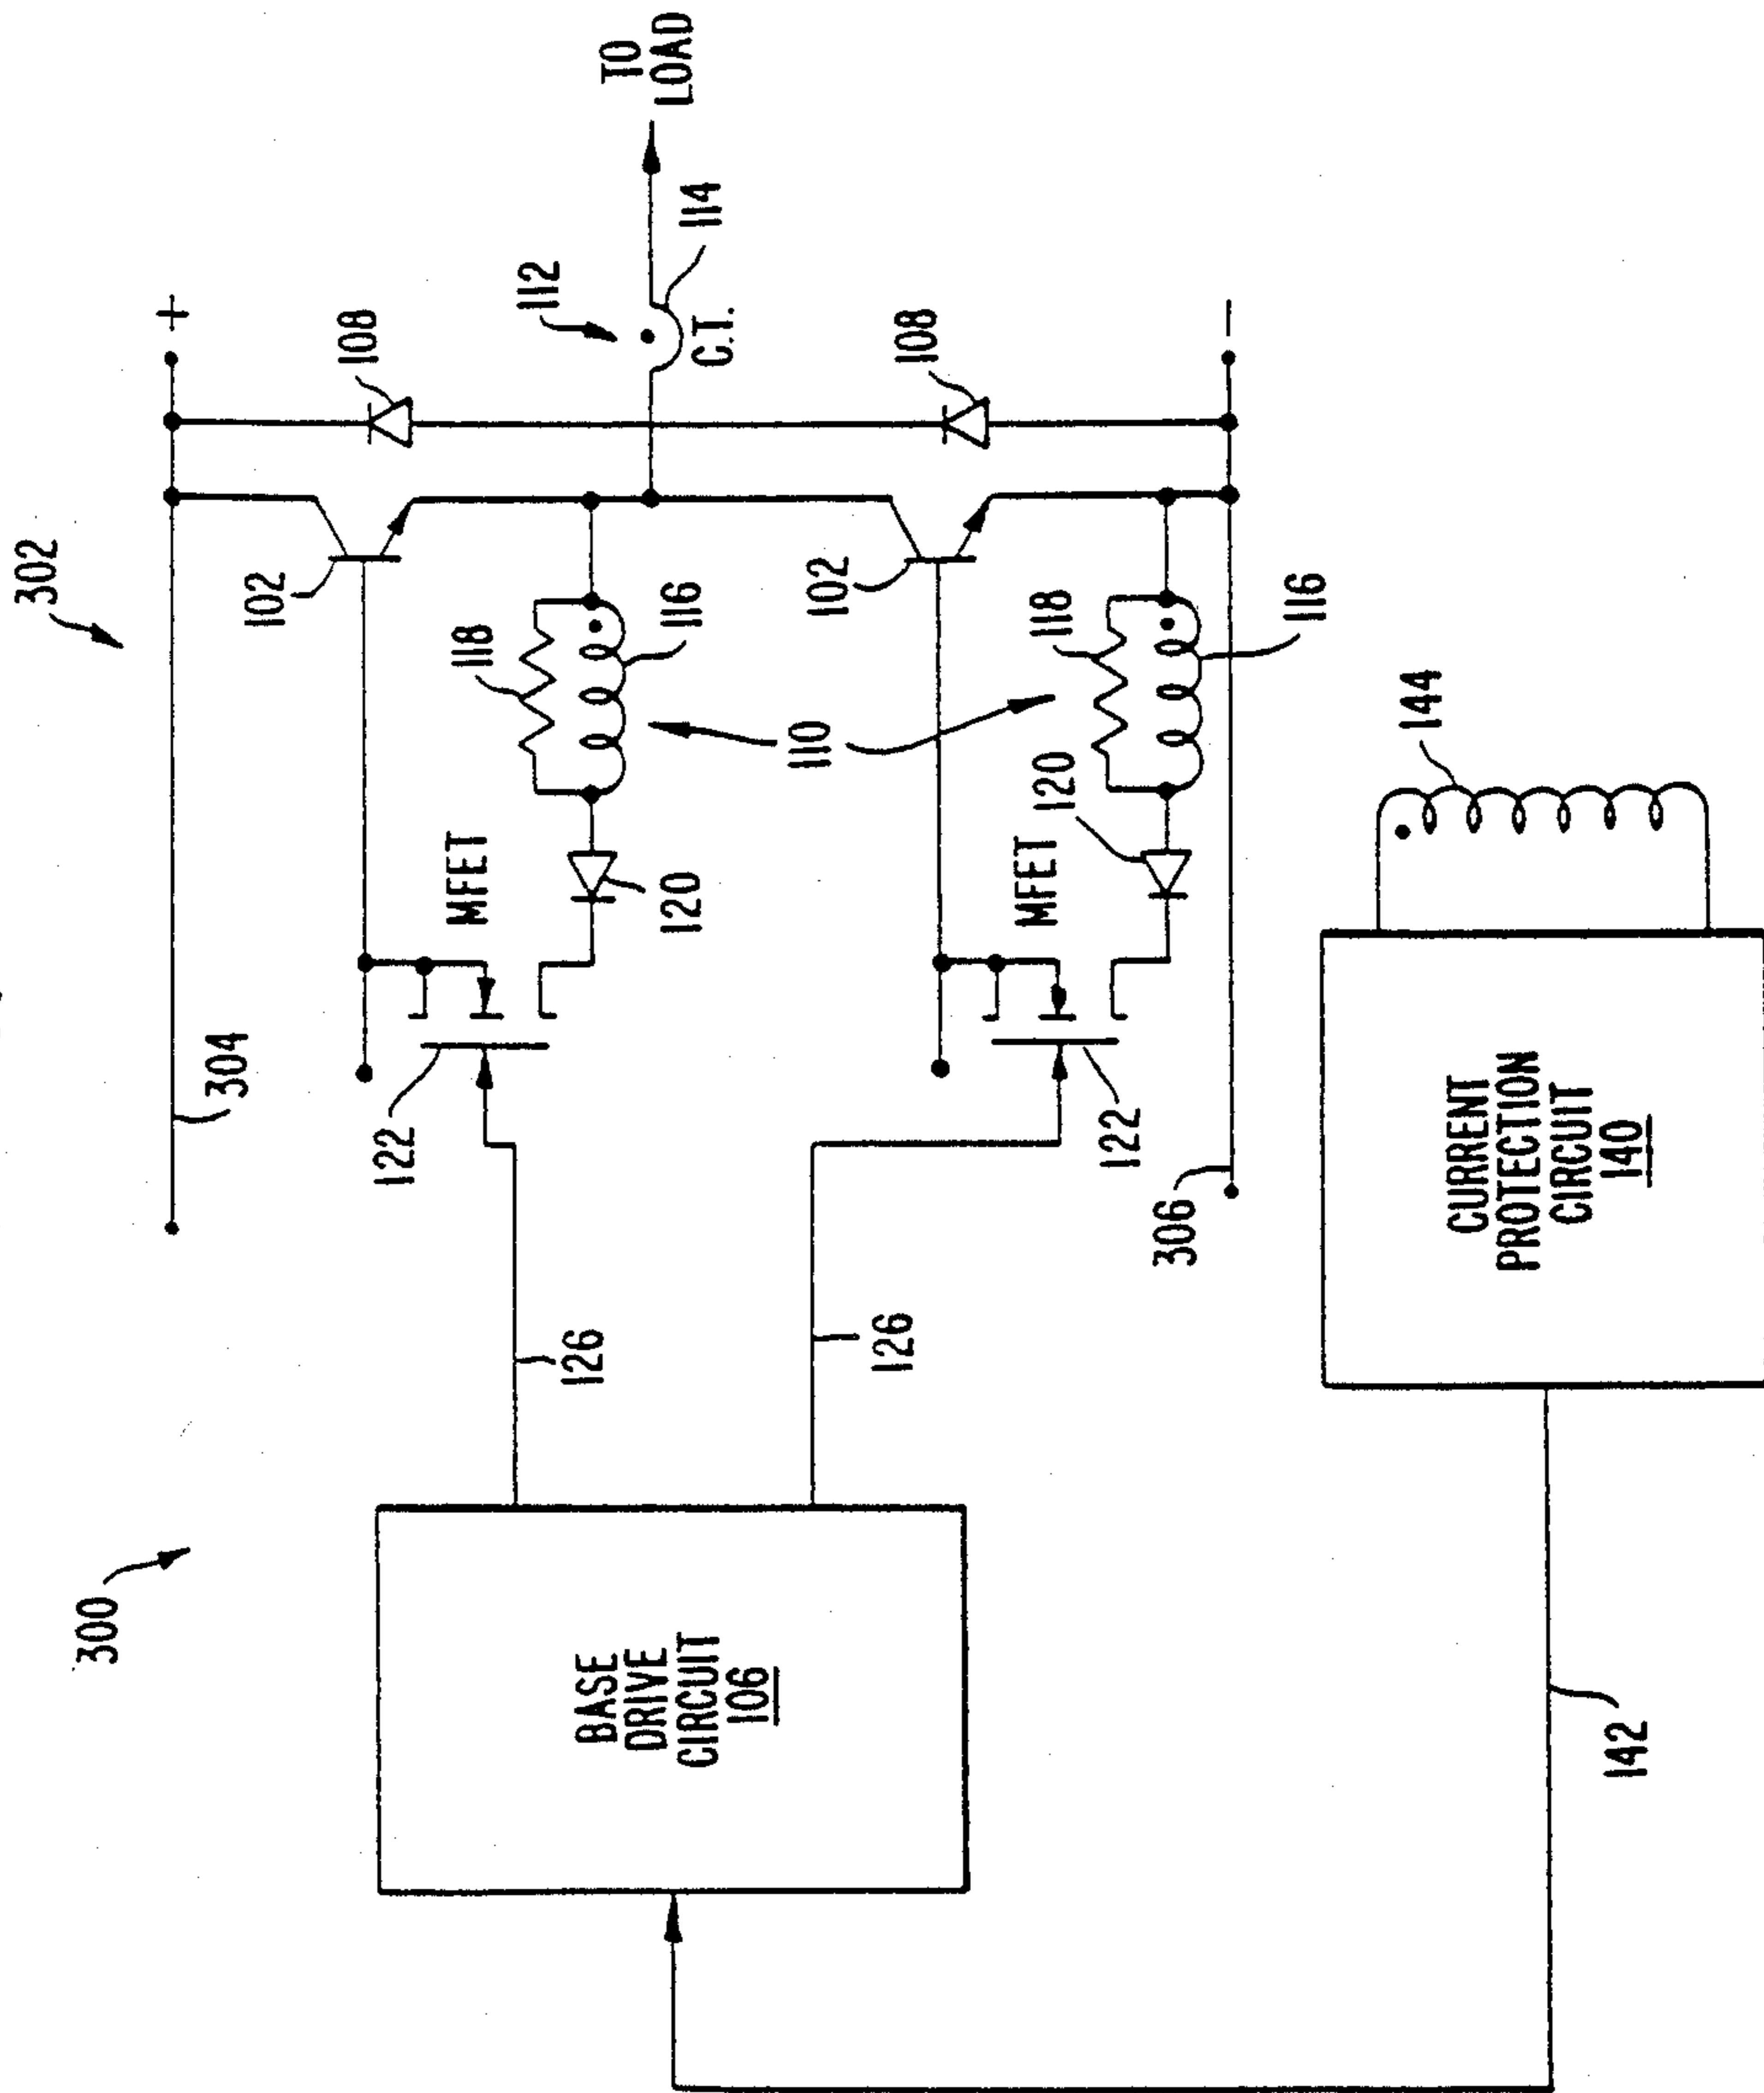 302
304
+
108
102
118
116
MFET
120
122
110
112
114
C.T.
TO
LOAD
108
102
118
116
MFET
120
122
306
−
126
126
300
BASE
DRIVE
CIRCUIT
106
CURRENT
PROTECTION
CIRCUIT
140
144
142